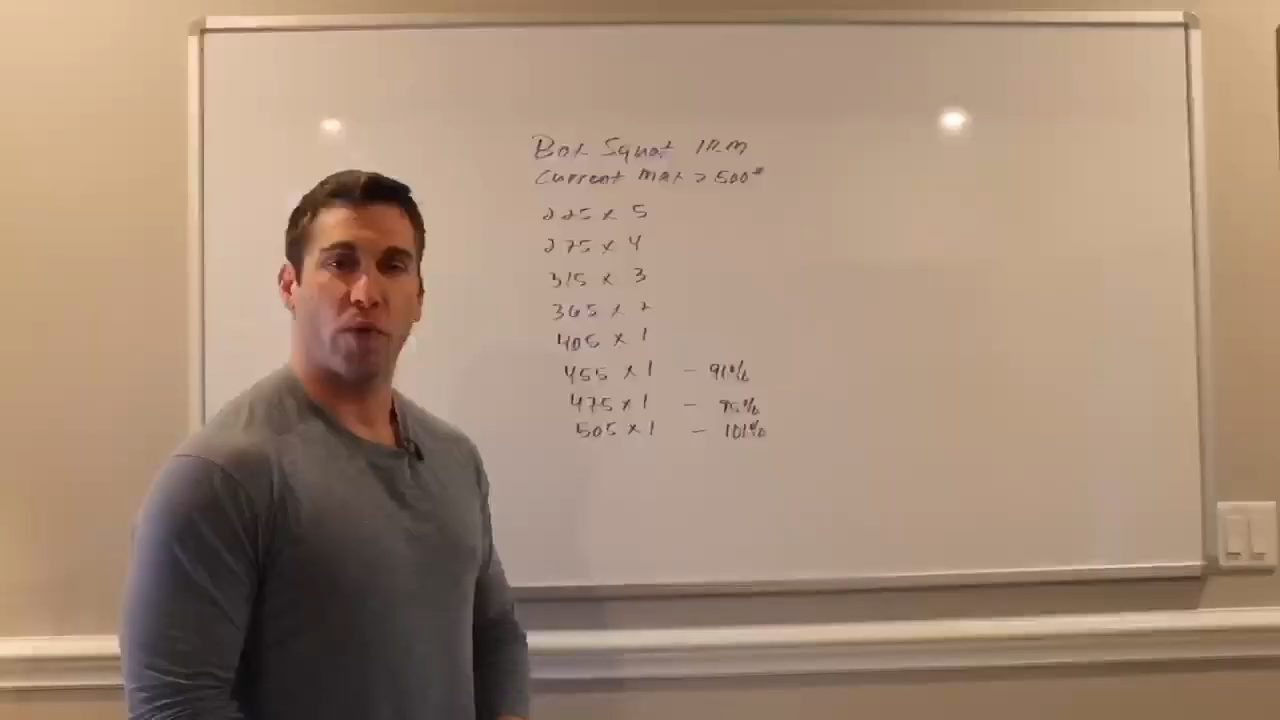 Box Squat 1RM
Current Max > 500#
225 x 5
275 x 4
315 x 3
365 x 2
405 x 1
455 x 1 - 91%
475 x 1 - 95%
505 x 1 - 101%